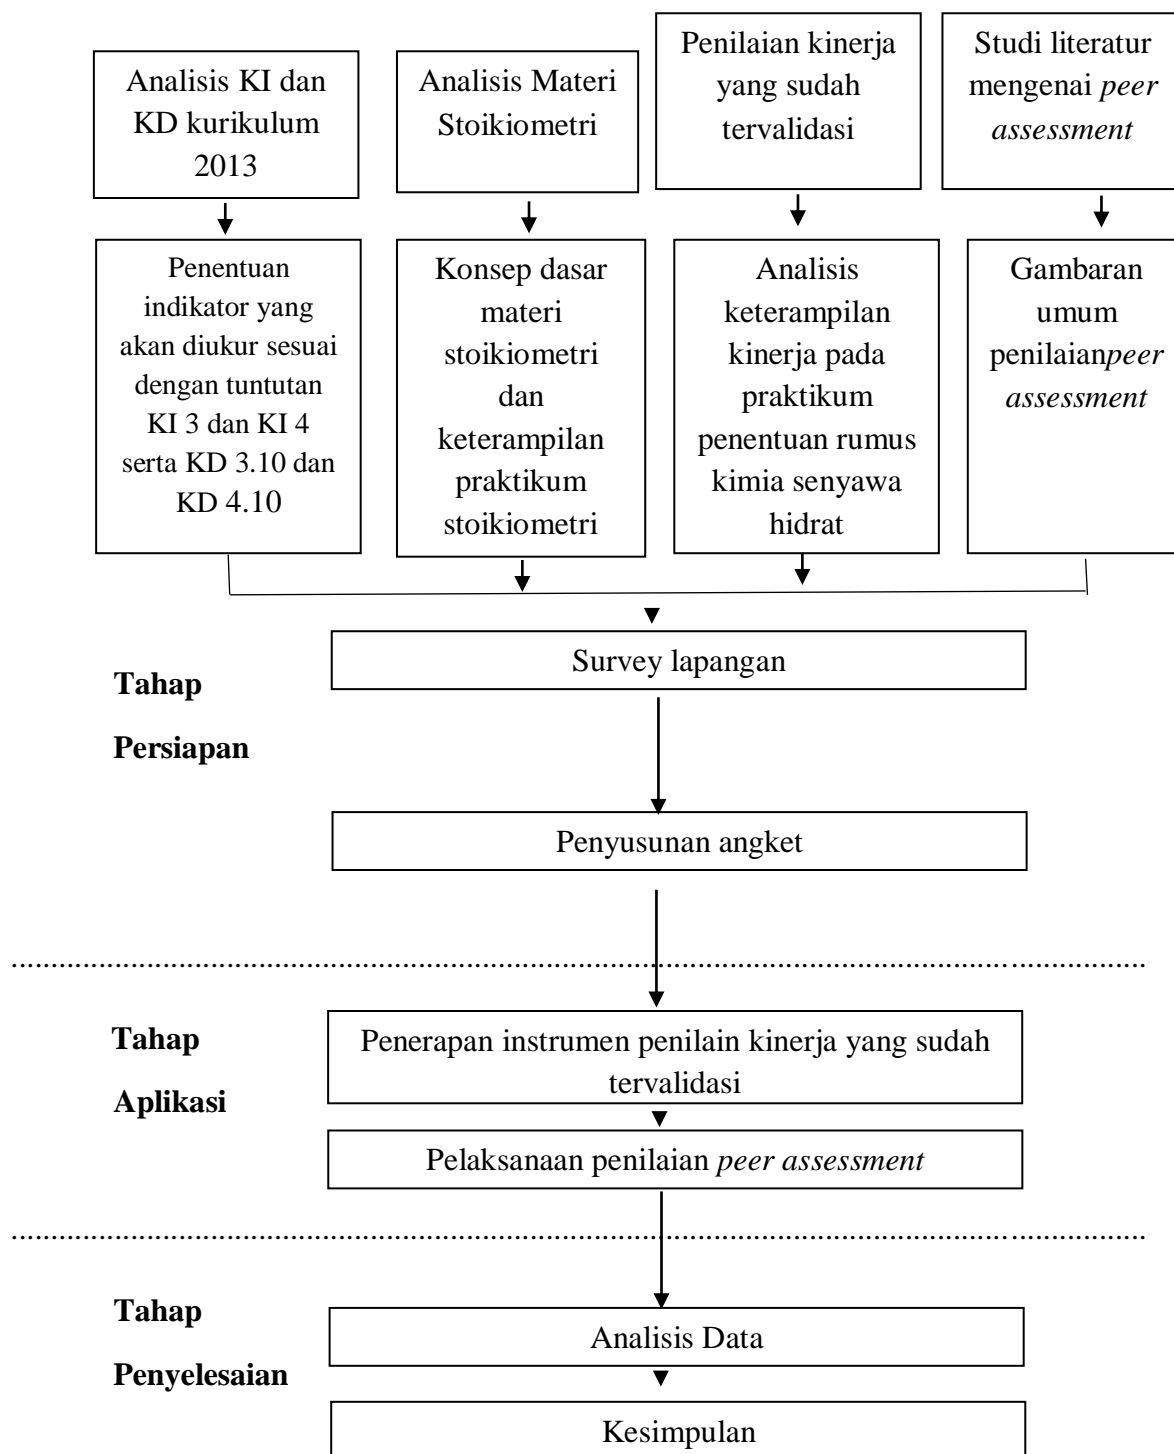 Analisis KI dan
KD kurikulum
2013
Analisis Materi
Stoikiometri
Penilaian kinerja
yang sudah
tervalidasi
Studi literatur
mengenai peer
assessment
Penentuan
indikator yang
akan diukur sesuai
dengan tuntutan
KI 3 dan KI 4
serta KD 3.10 dan
KD 4.10
Konsep dasar
materi
stoikiometri
dan
keterampilan
praktikum
stoikiometri
Analisis
keterampilan
kinerja pada
praktikum
penentuan rumus
kimia senyawa
hidrat
Gambaran
umum
penilaianpeer
assessment
Survey lapangan
Tahap
Persiapan
Penyusunan angket
Tahap
Aplikasi
Penerapan instrumen penilain kinerja yang sudah
tervalidasi
Pelaksanaan penilaian peer assessment
Tahap
Penyelesaian
Analisis Data
Kesimpulan